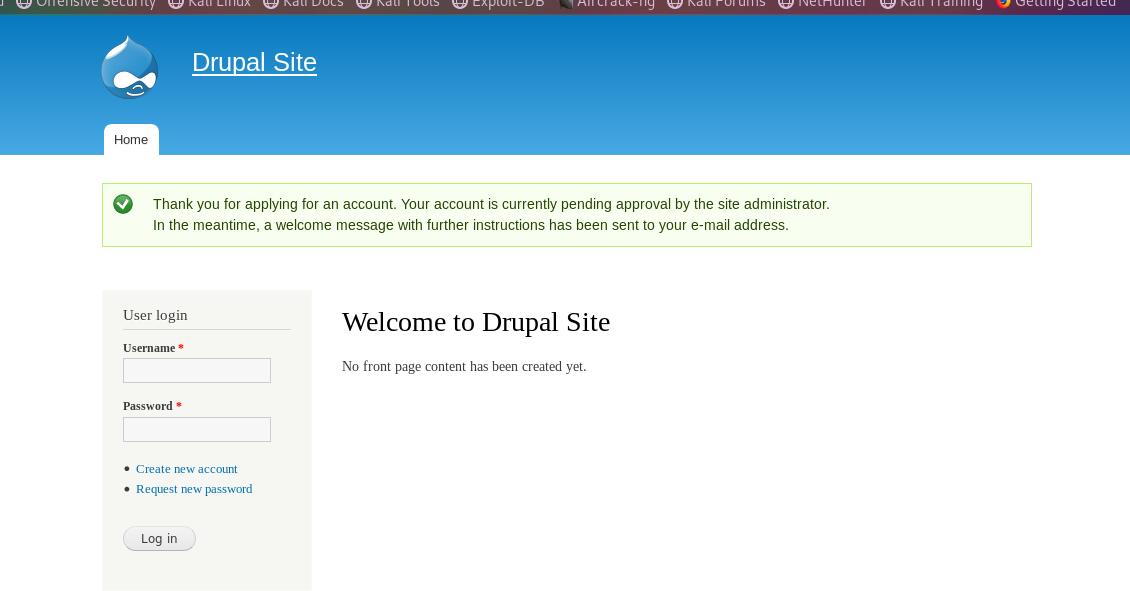 Offensive Security Kali Linux Kali Docs Kali Tools Exploit-DB Aircrack-ng Kali Forums NetHunter Kali Training Getting Started
Drupal Site
Home
Thank you for applying for an account. Your account is currently pending approval by the site administrator.
In the meantime, a welcome message with further instructions has been sent to your e-mail address.
User login
Username *
Password *
Create new account
Request new password
Log in
Welcome to Drupal Site
No front page content has been created yet.